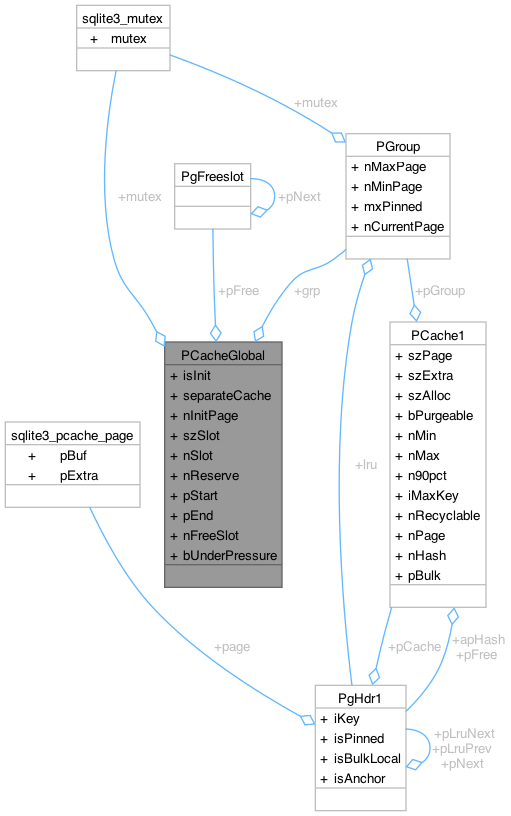 sqlite3_mutex
+ mutex
+mutex
PGroup
+ nMaxPage
+ nMinPage
+ mxPinned
+ nCurrentPage
PgFreeslot
+pNext
+mutex
+pFree
+grp
+pGroup
PCacheGlobal
+ isInit
+ separateCache
+ nInitPage
+ szSlot
+ nSlot
+ nReserve
+ pStart
+ pEnd
+ nFreeSlot
+ bUnderPressure
PCache1
+ szPage
+ szExtra
+ szAlloc
+ bPurgeable
+ nMin
+ nMax
+ n90pct
+ iMaxKey
+ nRecyclable
+ nPage
+ nHash
+ pBulk
sqlite3_pcache_page
+ pBuf
+ pExtra
+lru
+page
+pCache
+apHash
+pFree
PgHdr1
+ iKey
+ isPinned
+ isBulkLocal
+ isAnchor
+pLruNext
+pLruPrev
+pNext